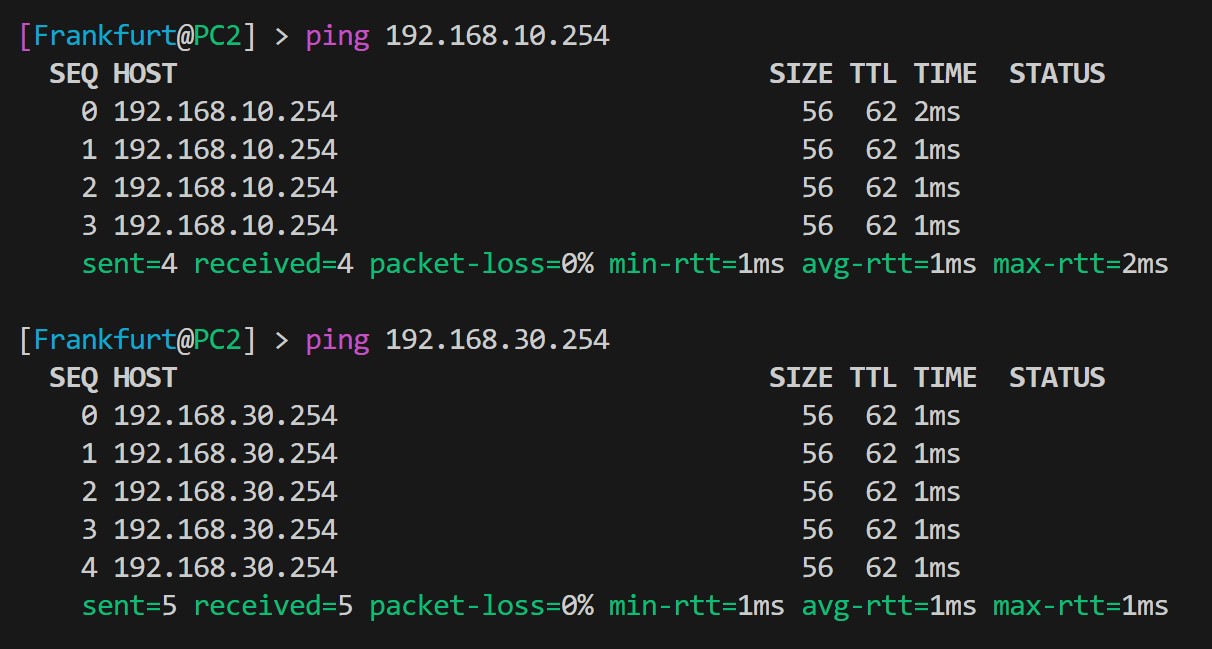 [Frankfurt@PC2] > ping 192.168.10.254
SEQ HOST SIZE TTL TIME STATUS
0 192.168.10.254 56 62 2ms
1 192.168.10.254 56 62 1ms
2 192.168.10.254 56 62 1ms
3 192.168.10.254 56 62 1ms
sent=4 received=4 packet-loss=0% min-rtt=1ms avg-rtt=1ms max-rtt=2ms
[Frankfurt@PC2] > ping 192.168.30.254
SEQ HOST SIZE TTL TIME STATUS
0 192.168.30.254 56 62 1ms
1 192.168.30.254 56 62 1ms
2 192.168.30.254 56 62 1ms
3 192.168.30.254 56 62 1ms
4 192.168.30.254 56 62 1ms
sent=5 received=5 packet-loss=0% min-rtt=1ms avg-rtt=1ms max-rtt=1ms